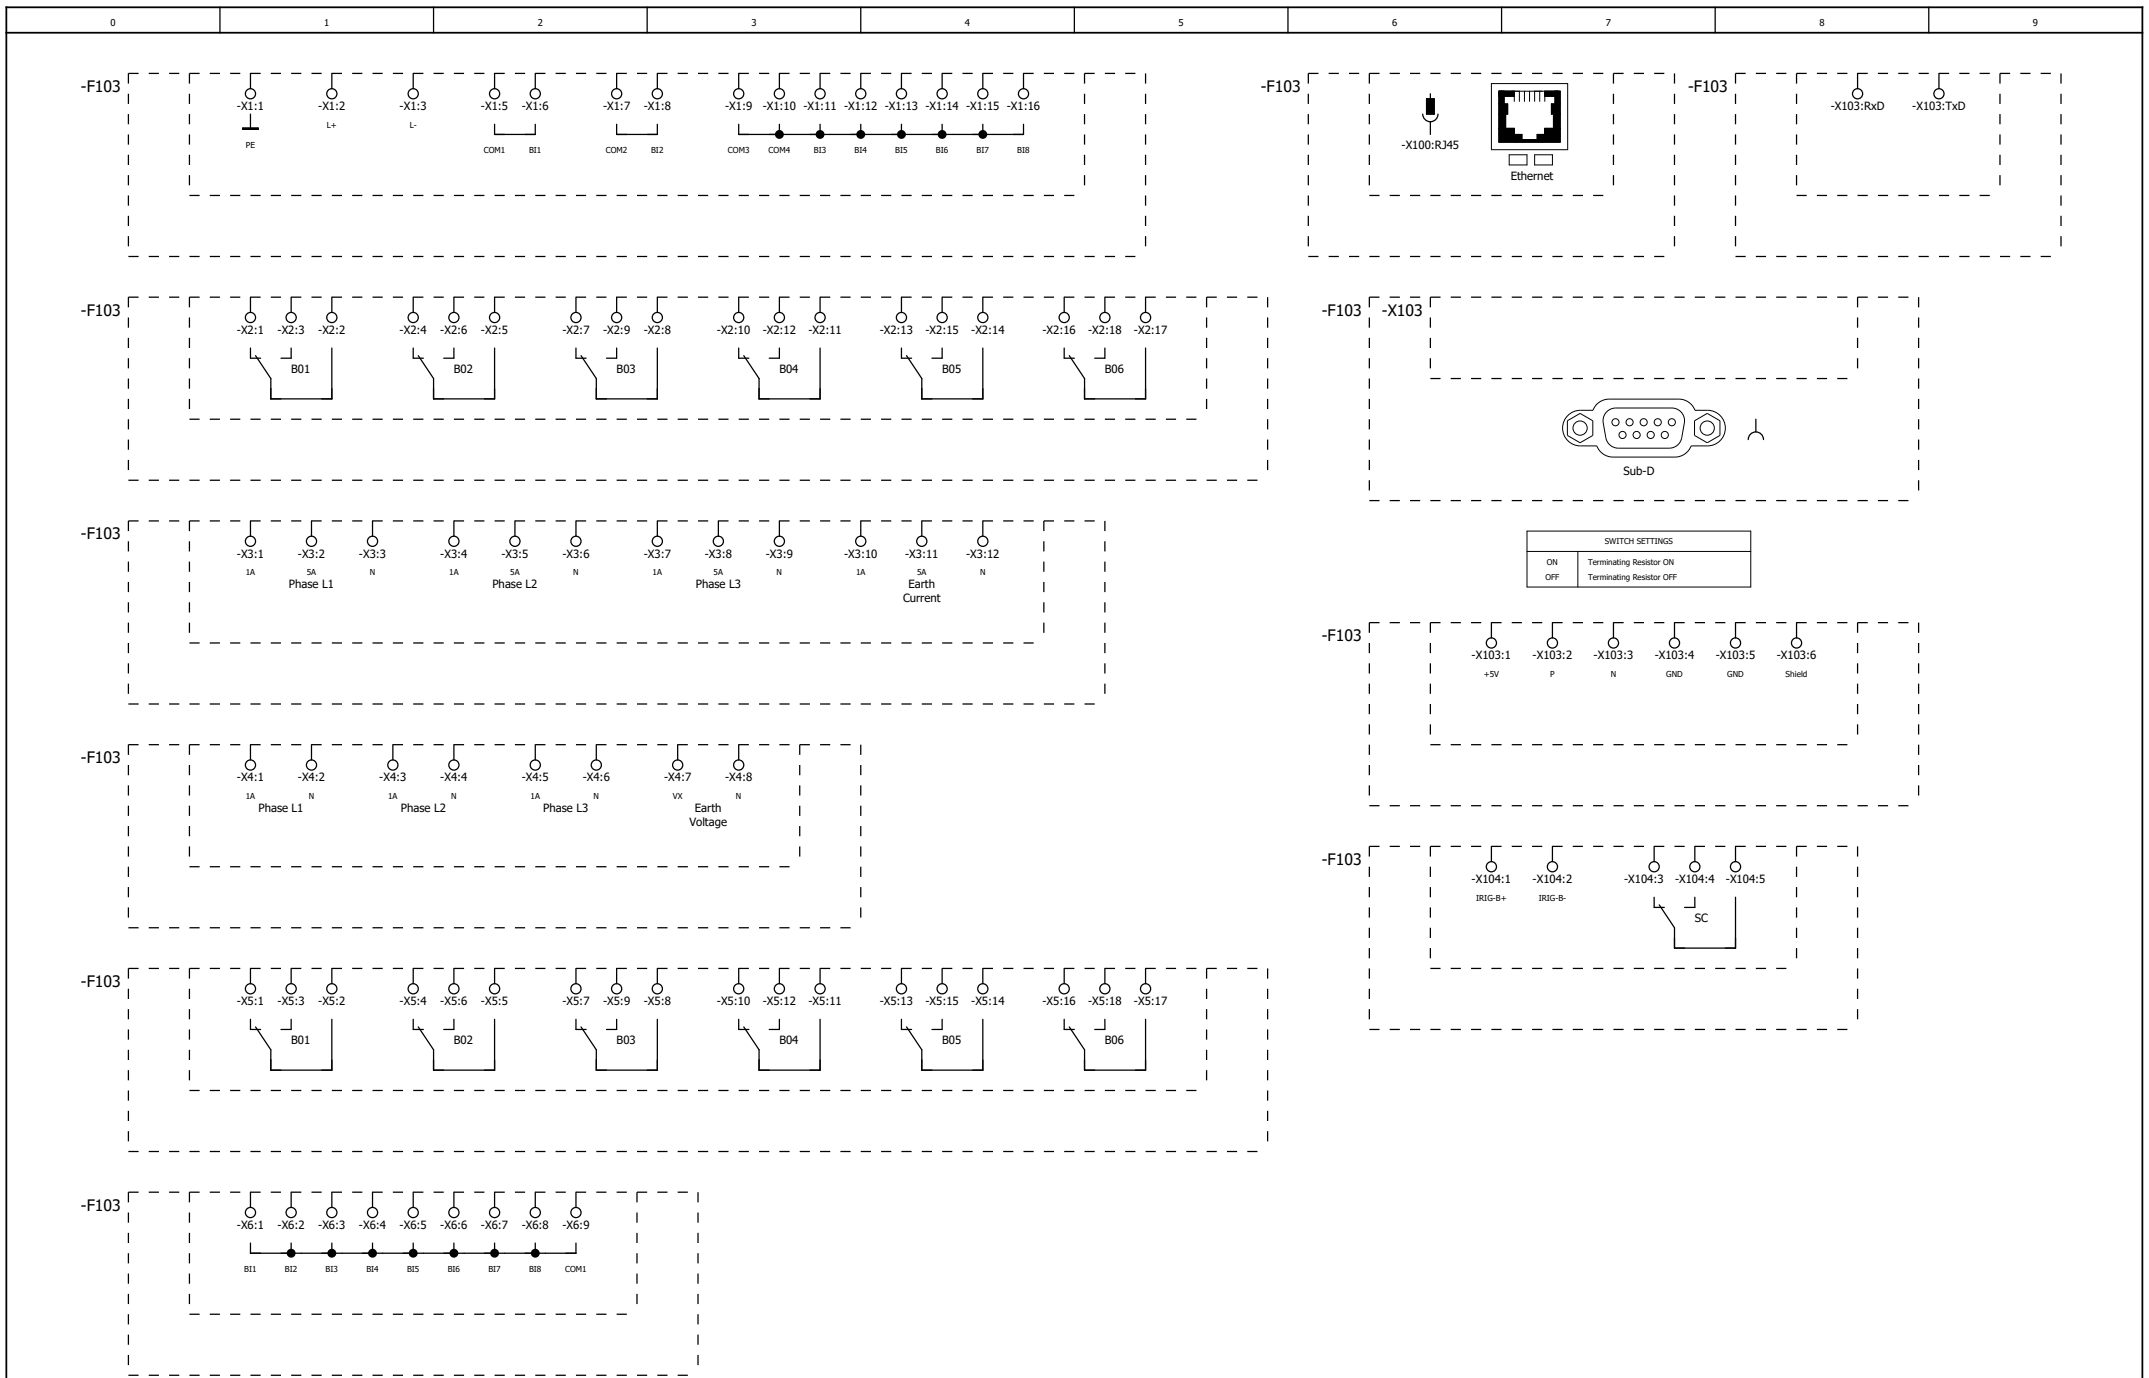 0 1 2 3 4 5 6 7 8 9
-F103
-X1:1 -X1:2 -X1:3 -X1:5 -X1:6 -X1:7 -X1:8 -X1:9 -X1:10 -X1:11 -X1:12 -X1:13 -X1:14 -X1:15 -X1:16
L+ L-
PE COM1 BI1 COM2 BI2 COM3 COM4 BI3 BI4 BI5 BI6 BI7 BI8
-F103
-X100:RJ45
Ethernet
-F103
-X103:RxD -X103:TxD
-F103
-X2:1 -X2:3 -X2:2 -X2:4 -X2:6 -X2:5 -X2:7 -X2:9 -X2:8 -X2:10 -X2:12 -X2:11 -X2:13 -X2:15 -X2:14 -X2:16 -X2:18 -X2:17
B01 B02 B03 B04 B05 B06
-F103 -X103
Sub-D
-F103
-X3:1 -X3:2 -X3:3 -X3:4 -X3:5 -X3:6 -X3:7 -X3:8 -X3:9 -X3:10 -X3:11 -X3:12
1A 5A N 1A 5A N 1A 5A N 1A 5A N
Phase L1 Phase L2 Phase L3 Earth
Current
SWITCH SETTINGS
ON Terminating Resistor ON
OFF Terminating Resistor OFF
-F103
-X103:1 -X103:2 -X103:3 -X103:4 -X103:5 -X103:6
+5V P N GND GND Shield
-F103
-X4:1 -X4:2 -X4:3 -X4:4 -X4:5 -X4:6 -X4:7 -X4:8
1A N 1A N 1A N VX N
Phase L1 Phase L2 Phase L3 Earth
Voltage
-F103
-X104:1 -X104:2 -X104:3 -X104:4 -X104:5
IRIG-B+ IRIG-B-
SC
-F103
-X5:1 -X5:3 -X5:2 -X5:4 -X5:6 -X5:5 -X5:7 -X5:9 -X5:8 -X5:10 -X5:12 -X5:11 -X5:13 -X5:15 -X5:14 -X5:16 -X5:18 -X5:17
B01 B02 B03 B04 B05 B06
-F103
-X6:1 -X6:2 -X6:3 -X6:4 -X6:5 -X6:6 -X6:7 -X6:8 -X6:9
BI1 BI2 BI3 BI4 BI5 BI6 BI7 BI8 COM1